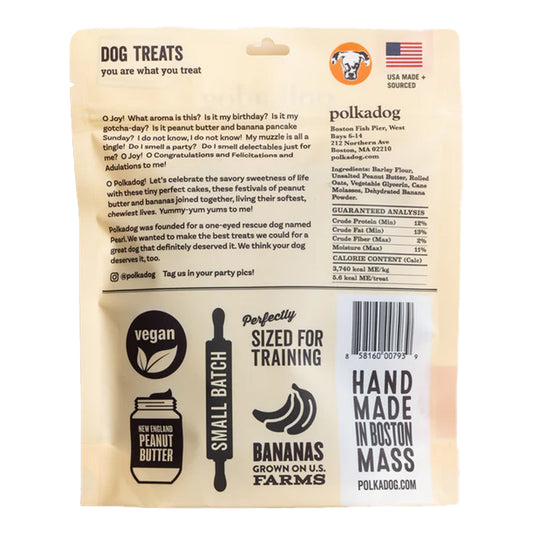 DOG TREATS
you are what you treat
USA MADE +
SOURCED
O Joy! What aroma is this? Is it my birthday? Is it my
gotcha-day? Is it peanut butter and banana pancake
Sunday? I do not know, I do not know! My muzzle is all a
tingle! Do I smell a party? Do I smell delectables just for
me? O Joy! O Congratulations and Felicitations and
Adulations to me!
O Polkadog! Let's celebrate the savory sweetness of life
with these tiny perfect cakes, these festivals of peanut
butter and bananas joined together, living their softest,
chewiest lives. Yummy-yum yums to me!
Polkadog was founded for a one-eyed rescue dog named
Pearl. We wanted to make the best treats we could for a
great dog that definitely deserved it. We think your dog
deserves it, too.
@polkadog Tag us in your party pics!
polkadog
Boston Fish Pier, West
Bays 6-14
212 Northern Ave
Boston, MA 02210
polkadog.com
Ingredients: Barley Flour,
Unsalted Peanut Butter, Rolled
Oats, Vegetable Glycerin, Cane
Molasses, Dehydrated Banana
Powder.
GUARANTEED ANALYSIS
Crude Protein (Min) 12%
Crude Fat (Min) 13%
Crude Fiber (Max) 2%
Moisture (Max) 11%
CALORIE CONTENT (Calc)
3,740 kcal ME/kg
5.6 kcal ME/treat
vegan
NEW ENGLAND
PEANUT
BUTTER
SMALL BATCH
Perfectly
SIZED FOR
TRAINING
BANANAS
GROWN ON U.S.
FARMS
8 58160 00793 9
HAND
MADE
IN BOSTON
MASS
POLKADOG.COM